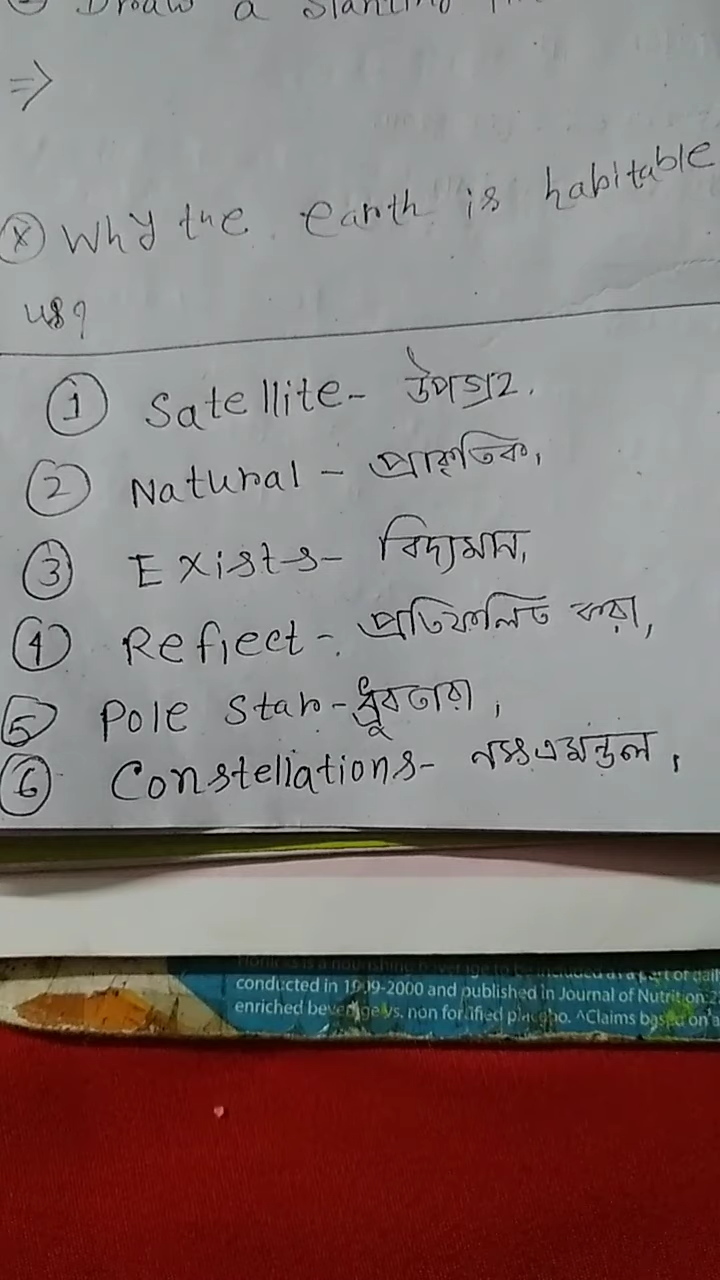 Draw a slanting
⇒
(x) Why the earth is habitable
us?
① Satellite- উপগ্রহ.
② Natural - প্রাকৃতিক,
③ Exists- বিদ্যমান,
④ Reflect- প্রতিফলিত করা,
⑤ Pole Star- ধ্রুবতারা,
⑥ Constellations- নক্ষত্রমন্ডল,
conducted in 1999-2000 and published in Journal of Nutrition
enriched beverage vs. non fortified placebo. ^Claims based on a